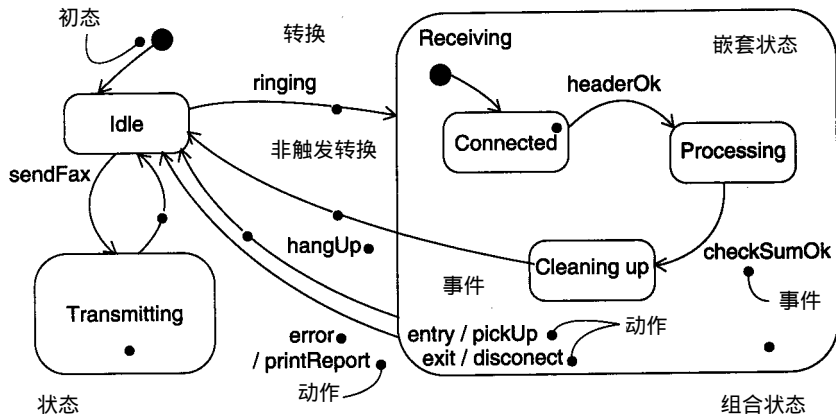 初态
转换
Receiving
嵌套状态
ringing
headerOk
Idle
Connected
Processing
非触发转换
sendFax
hangUp
Cleaning up
checkSumOk
Transmitting
事件
事件
error
/ printReport
entry / pickUp
exit / disconect
动作
动作
状态
组合状态